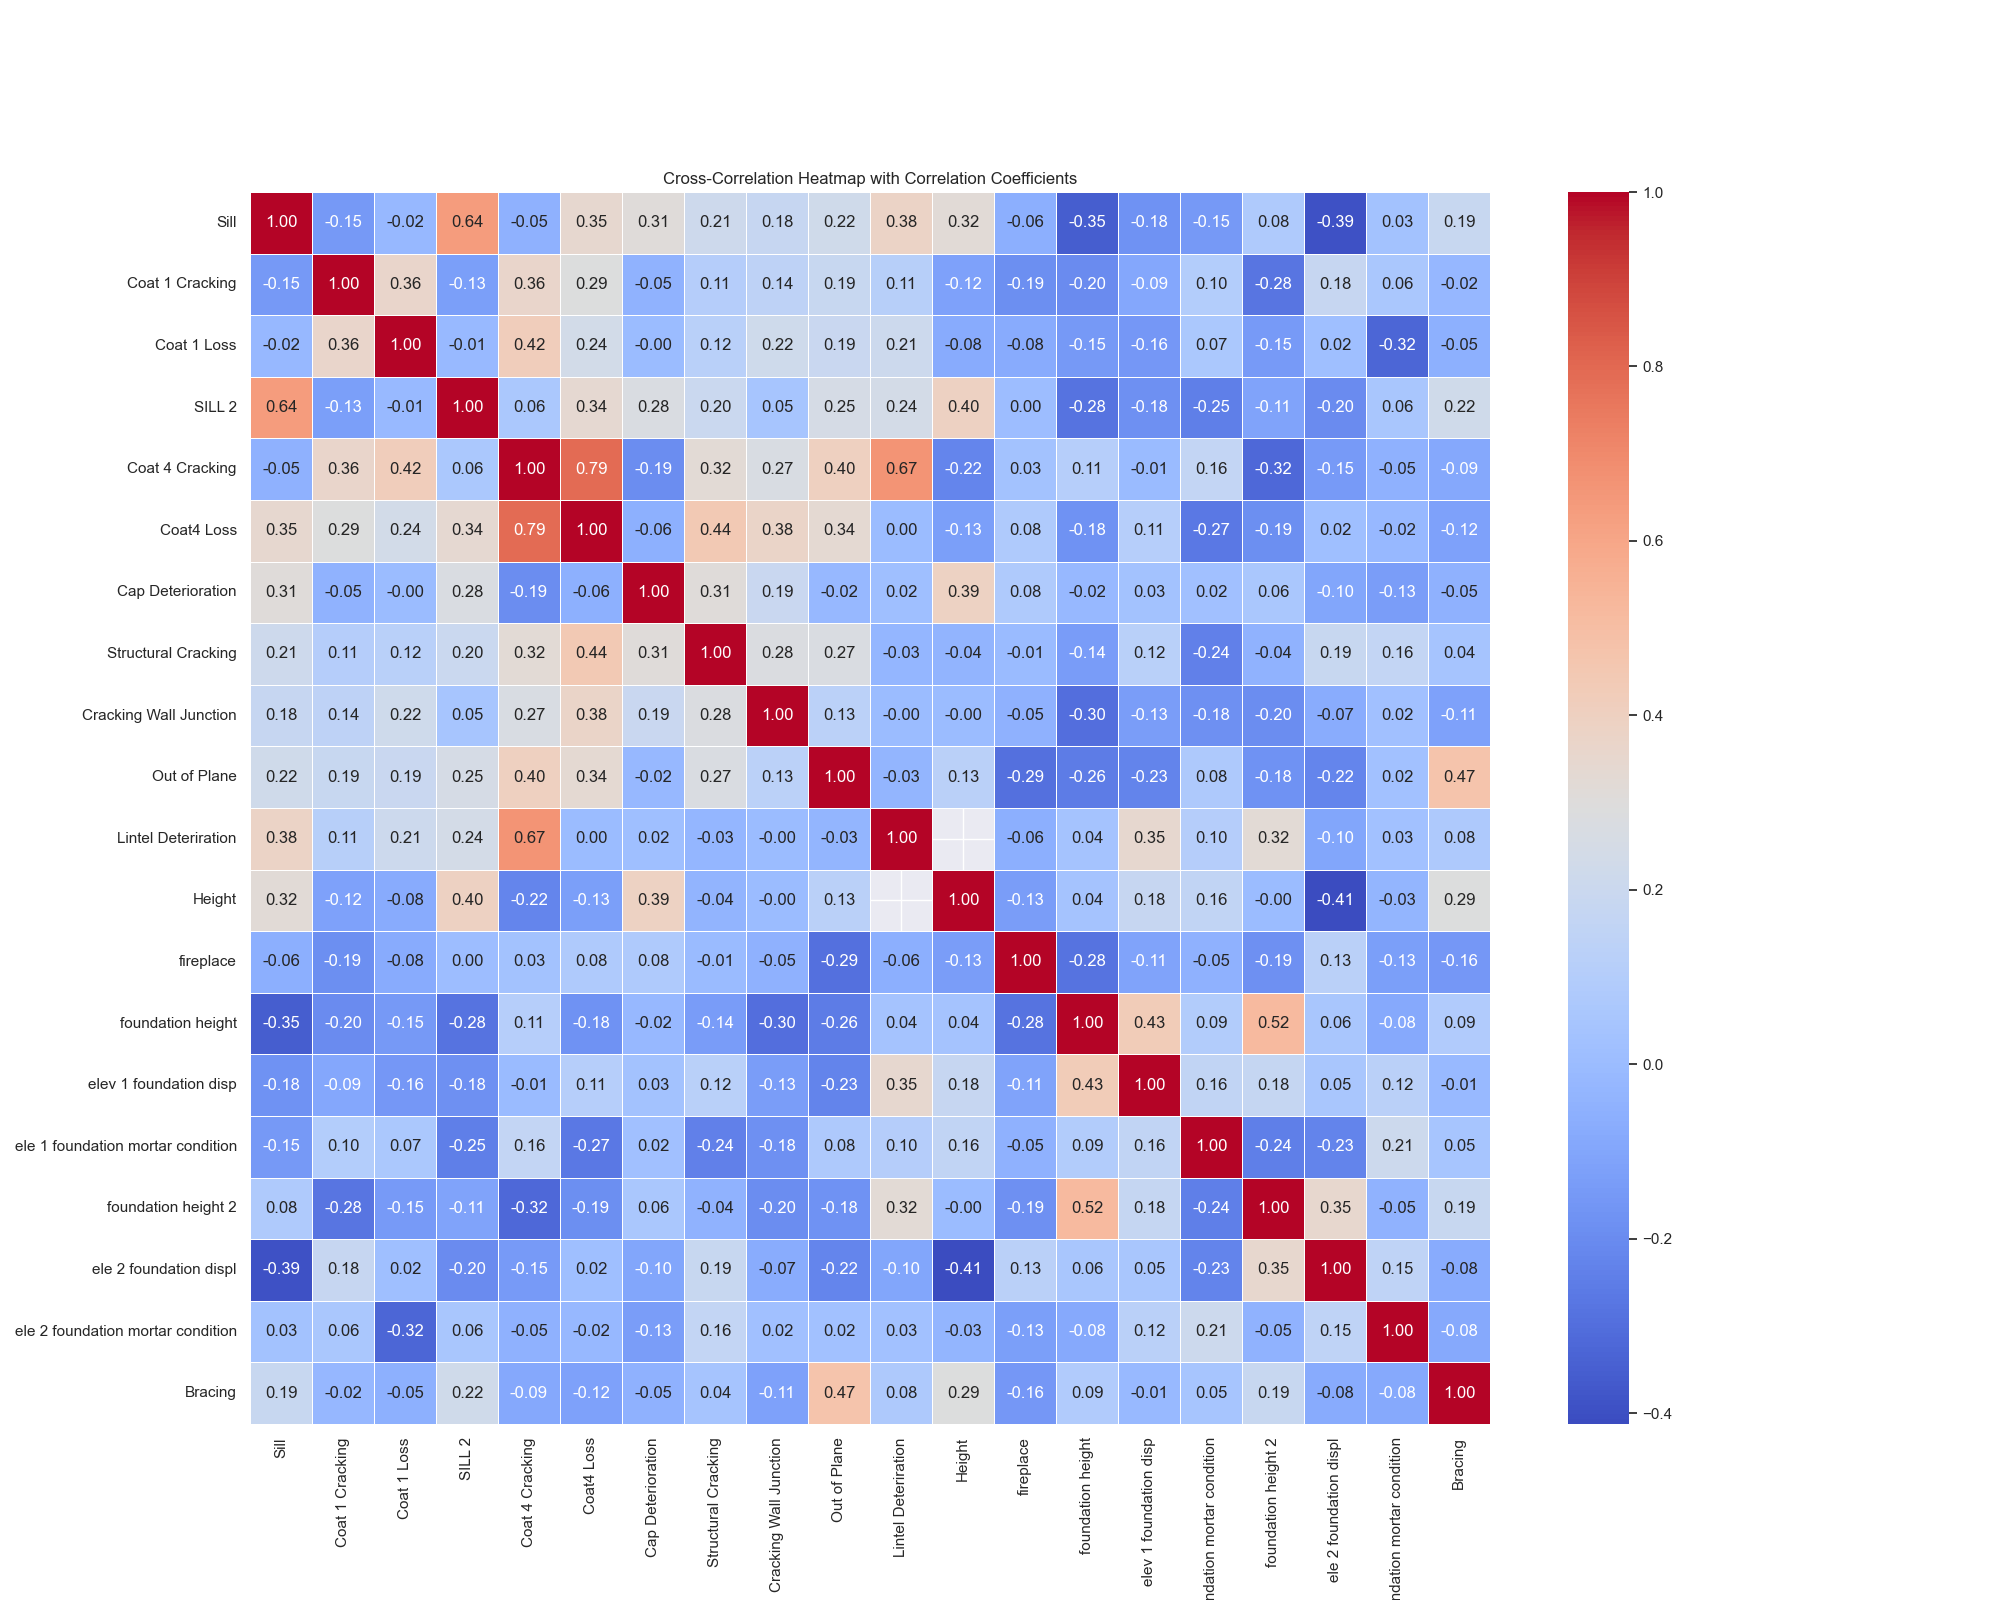 Cross-Correlation Heatmap with Correlation Coefficients
Sill 1.00 -0.15 -0.02 0.64 -0.05 0.35 0.31 0.21 0.18 0.22 0.38 0.32 -0.06 -0.35 -0.18 -0.15 0.08 -0.39 0.03 0.19
Coat 1 Cracking -0.15 1.00 0.36 -0.13 0.36 0.29 -0.05 0.11 0.14 0.19 0.11 -0.12 -0.19 -0.20 -0.09 0.10 -0.28 0.18 0.06 -0.02
Coat 1 Loss -0.02 0.36 1.00 -0.01 0.42 0.24 -0.00 0.12 0.22 0.19 0.21 -0.08 -0.08 -0.15 -0.16 0.07 -0.15 0.02 -0.32 -0.05
SILL 2 0.64 -0.13 -0.01 1.00 0.06 0.34 0.28 0.20 0.05 0.25 0.24 0.40 0.00 -0.28 -0.18 -0.25 -0.11 -0.20 0.06 0.22
Coat 4 Cracking -0.05 0.36 0.42 0.06 1.00 0.79 -0.19 0.32 0.27 0.40 0.67 -0.22 0.03 0.11 -0.01 0.16 -0.32 -0.15 -0.05 -0.09
Coat4 Loss 0.35 0.29 0.24 0.34 0.79 1.00 -0.06 0.44 0.38 0.34 0.00 -0.13 0.08 -0.18 0.11 -0.27 -0.19 0.02 -0.02 -0.12
Cap Deterioration 0.31 -0.05 -0.00 0.28 -0.19 -0.06 1.00 0.31 0.19 -0.02 0.02 0.39 0.08 -0.02 0.03 0.02 0.06 -0.10 -0.13 -0.05
Structural Cracking 0.21 0.11 0.12 0.20 0.32 0.44 0.31 1.00 0.28 0.27 -0.03 -0.04 -0.01 -0.14 0.12 -0.24 -0.04 0.19 0.16 0.04
Cracking Wall Junction 0.18 0.14 0.22 0.05 0.27 0.38 0.19 0.28 1.00 0.13 -0.00 -0.00 -0.05 -0.30 -0.13 -0.18 -0.20 -0.07 0.02 -0.11
Out of Plane 0.22 0.19 0.19 0.25 0.40 0.34 -0.02 0.27 0.13 1.00 -0.03 0.13 -0.29 -0.26 -0.23 0.08 -0.18 -0.22 0.02 0.47
Lintel Deteriration 0.38 0.11 0.21 0.24 0.67 0.00 0.02 -0.03 -0.00 -0.03 1.00 -0.06 0.04 0.35 0.10 0.32 -0.10 0.03 0.08
Height 0.32 -0.12 -0.08 0.40 -0.22 -0.13 0.39 -0.04 -0.00 0.13 1.00 -0.13 0.04 0.18 0.16 -0.00 -0.41 -0.03 0.29
fireplace -0.06 -0.19 -0.08 0.00 0.03 0.08 0.08 -0.01 -0.05 -0.29 -0.06 -0.13 1.00 -0.28 -0.11 -0.05 -0.19 0.13 -0.13 -0.16
foundation height -0.35 -0.20 -0.15 -0.28 0.11 -0.18 -0.02 -0.14 -0.30 -0.26 0.04 0.04 -0.28 1.00 0.43 0.09 0.52 0.06 -0.08 0.09
elev 1 foundation disp -0.18 -0.09 -0.16 -0.18 -0.01 0.11 0.03 0.12 -0.13 -0.23 0.35 0.18 -0.11 0.43 1.00 0.16 0.18 0.05 0.12 -0.01
ele 1 foundation mortar condition -0.15 0.10 0.07 -0.25 0.16 -0.27 0.02 -0.24 -0.18 0.08 0.10 0.16 -0.05 0.09 0.16 1.00 -0.24 -0.23 0.21 0.05
foundation height 2 0.08 -0.28 -0.15 -0.11 -0.32 -0.19 0.06 -0.04 -0.20 -0.18 0.32 -0.00 -0.19 0.52 0.18 -0.24 1.00 0.35 -0.05 0.19
ele 2 foundation displ -0.39 0.18 0.02 -0.20 -0.15 0.02 -0.10 0.19 -0.07 -0.22 -0.10 -0.41 0.13 0.06 0.05 -0.23 0.35 1.00 0.15 -0.08
ele 2 foundation mortar condition 0.03 0.06 -0.32 0.06 -0.05 -0.02 -0.13 0.16 0.02 0.02 0.03 -0.03 -0.13 -0.08 0.12 0.21 -0.05 0.15 1.00 -0.08
Bracing 0.19 -0.02 -0.05 0.22 -0.09 -0.12 -0.05 0.04 -0.11 0.47 0.08 0.29 -0.16 0.09 -0.01 0.05 0.19 -0.08 -0.08 1.00
Sill
Coat 1 Cracking
Coat 1 Loss
SILL 2
Coat 4 Cracking
Coat4 Loss
Cap Deterioration
Structural Cracking
Cracking Wall Junction
Out of Plane
Lintel Deteriration
Height
fireplace
foundation height
elev 1 foundation disp
ndation mortar condition
foundation height 2
ele 2 foundation displ
ndation mortar condition
Bracing
1.0
0.8
0.6
0.4
0.2
0.0
−0.2
−0.4